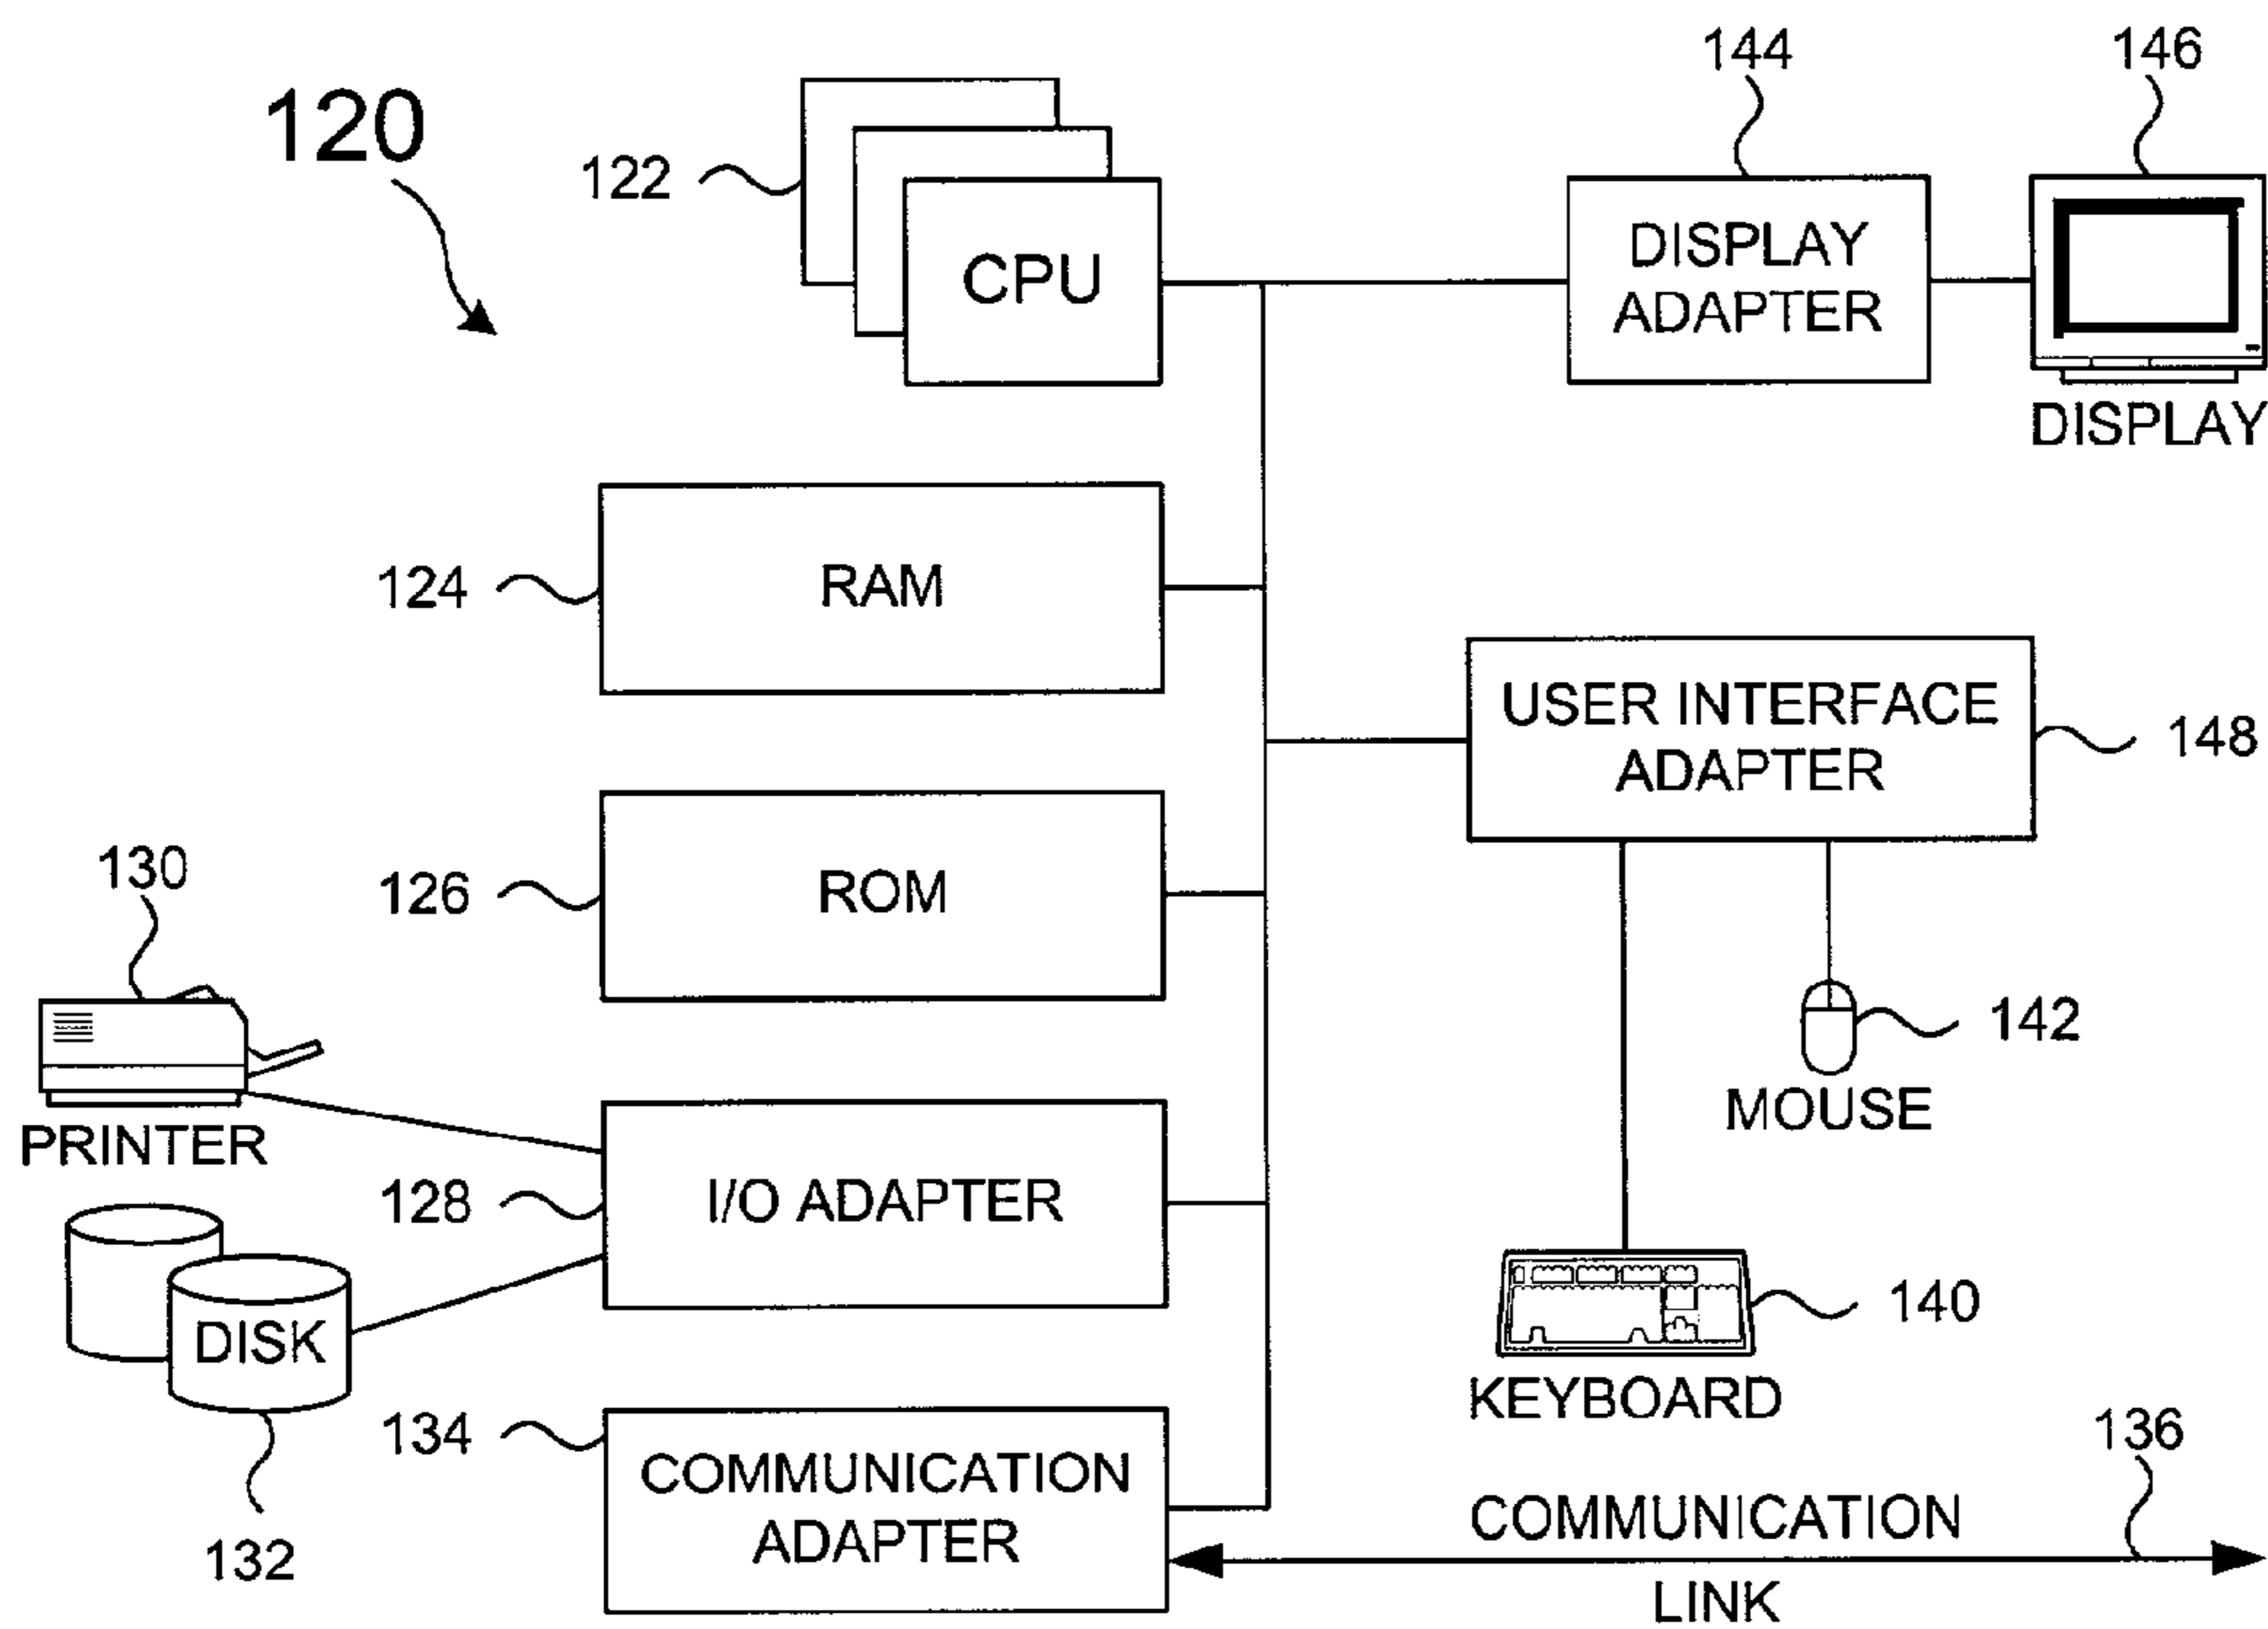 120
122
CPU
144
146
DISPLAY
ADAPTER
DISPLAY
124
RAM
USER INTERFACE
ADAPTER
148
126
ROM
130
PRINTER
142
MOUSE
128
I/O ADAPTER
DISK
132
140
KEYBOARD
134
COMMUNICATION
ADAPTER
136
COMMUNICATION
LINK